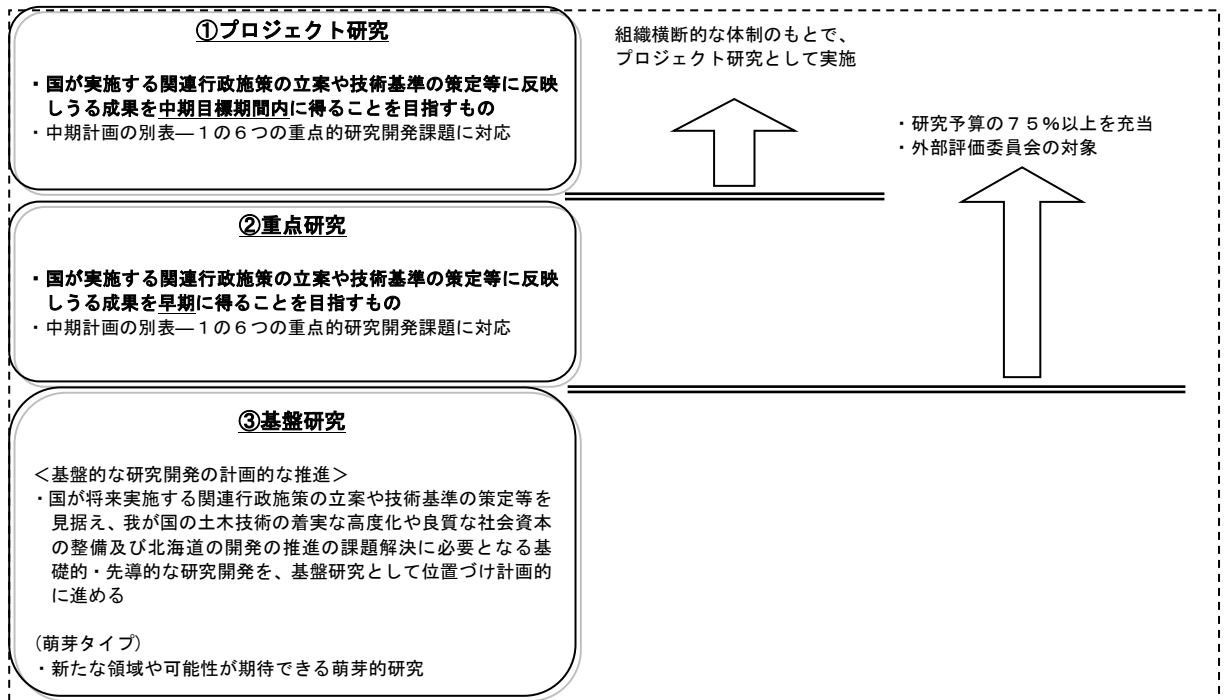 ①プロジェクト研究
・国が実施する関連行政施策の立案や技術基準の策定等に反映
しうる成果を中期目標期間内に得ることを目指すもの
・中期計画の別表―１の６つの重点的研究開発課題に対応
組織横断的な体制のもとで、
プロジェクト研究として実施
・研究予算の７５％以上を充当
・外部評価委員会の対象
②重点研究
・国が実施する関連行政施策の立案や技術基準の策定等に反映
しうる成果を早期に得ることを目指すもの
・中期計画の別表―１の６つの重点的研究開発課題に対応
③基盤研究
＜基盤的な研究開発の計画的な推進＞
・国が将来実施する関連行政施策の立案や技術基準の策定等を
見据え、我が国の土木技術の着実な高度化や良質な社会資本
の整備及び北海道の開発の推進の課題解決に必要となる基
礎的・先導的な研究開発を、基盤研究として位置づけ計画的
に進める
(萌芽タイプ)
・新たな領域や可能性が期待できる萌芽的研究